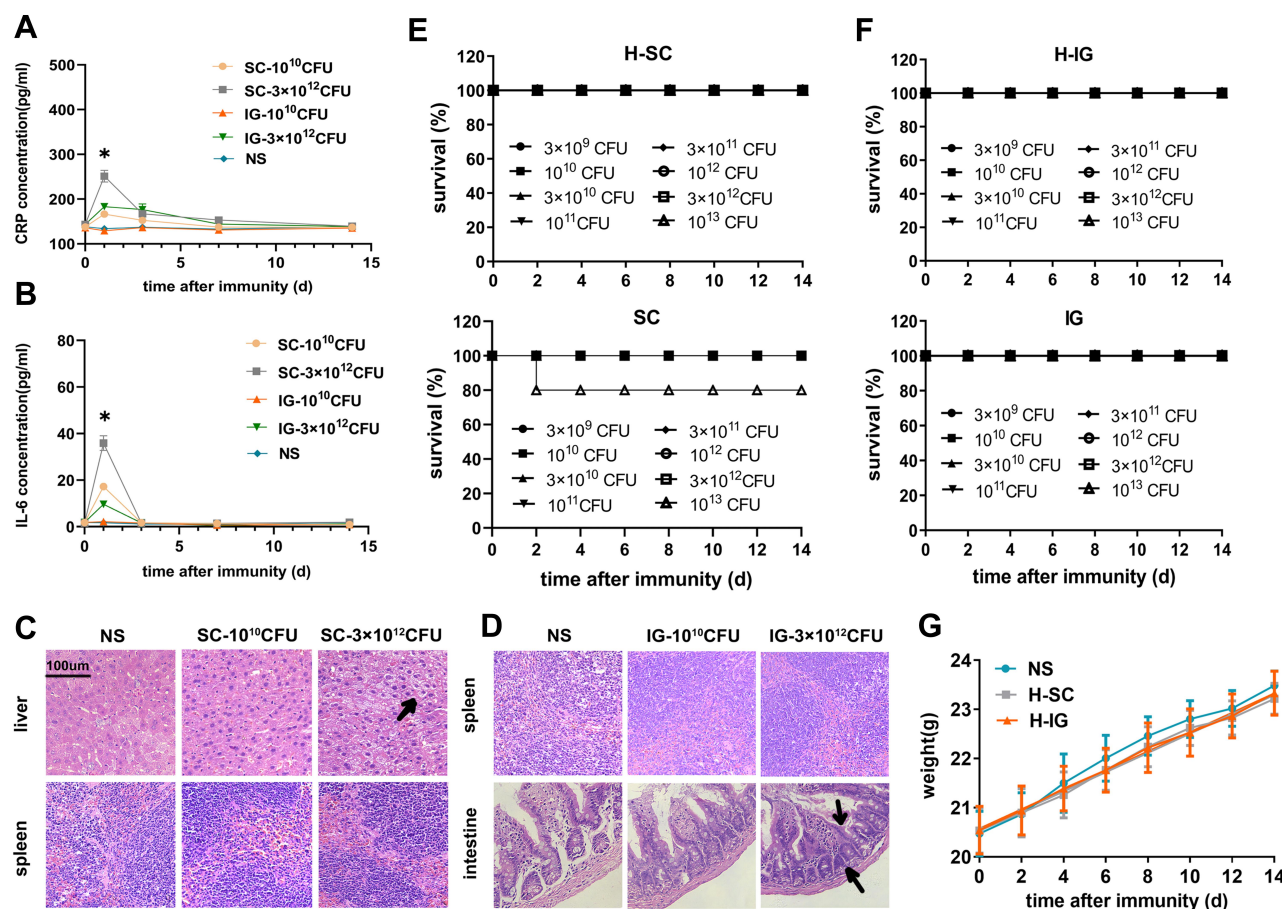 A
CRP concentration(pg/ml)
500
400
300
200
100
0
5
10
15
time after immunity (d)
SC-10¹⁰CFU
SC-3×10¹²CFU
IG-10¹⁰CFU
IG-3×10¹²CFU
NS
*
B
IL-6 concentration(pg/ml)
80
60
40
20
0
0
5
10
15
time after immunity (d)
SC-10¹⁰CFU
SC-3×10¹²CFU
IG-10¹⁰CFU
IG-3×10¹²CFU
NS
*
E
H-SC
survival (%)
120
100
80
60
40
20
0
0 2 4 6 8 10 12 14
3×10⁹ CFU
10¹⁰ CFU
3×10¹⁰ CFU
10¹¹CFU
3×10¹¹ CFU
10¹² CFU
3×10¹²CFU
10¹³ CFU
SC
survival (%)
120
100
80
60
40
20
0
0 2 4 6 8 10 12 14
3×10⁹ CFU
10¹⁰ CFU
3×10¹⁰ CFU
10¹¹CFU
3×10¹¹ CFU
10¹² CFU
3×10¹²CFU
10¹³ CFU
time after immunity (d)
F
H-IG
survival (%)
120
100
80
60
40
20
0
0 2 4 6 8 10 12 14
3×10⁹ CFU
10¹⁰ CFU
3×10¹⁰ CFU
10¹¹CFU
3×10¹¹ CFU
10¹² CFU
3×10¹²CFU
10¹³ CFU
IG
survival (%)
120
100
80
60
40
20
0
0 2 4 6 8 10 12 14
3×10⁹ CFU
10¹⁰ CFU
3×10¹⁰ CFU
10¹¹CFU
3×10¹¹ CFU
10¹² CFU
3×10¹²CFU
10¹³ CFU
time after immunity (d)
C
NS
SC-10¹⁰CFU
SC-3×10¹²CFU
100um
liver
spleen
D
NS
IG-10¹⁰CFU
IG-3×10¹²CFU
spleen
intestine
G
weight(g)
24
23
22
21
20
0 2 4 6 8 10 12 14
time after immunity (d)
NS
H-SC
H-IG